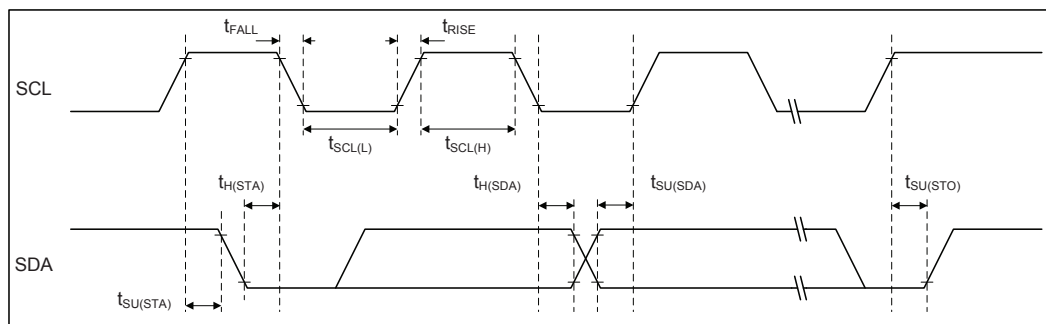 tFALL
tRISE
SCL
tSCL(L)
tSCL(H)
tH(STA)
tH(SDA)
tSU(SDA)
tSU(STO)
SDA
tSU(STA)